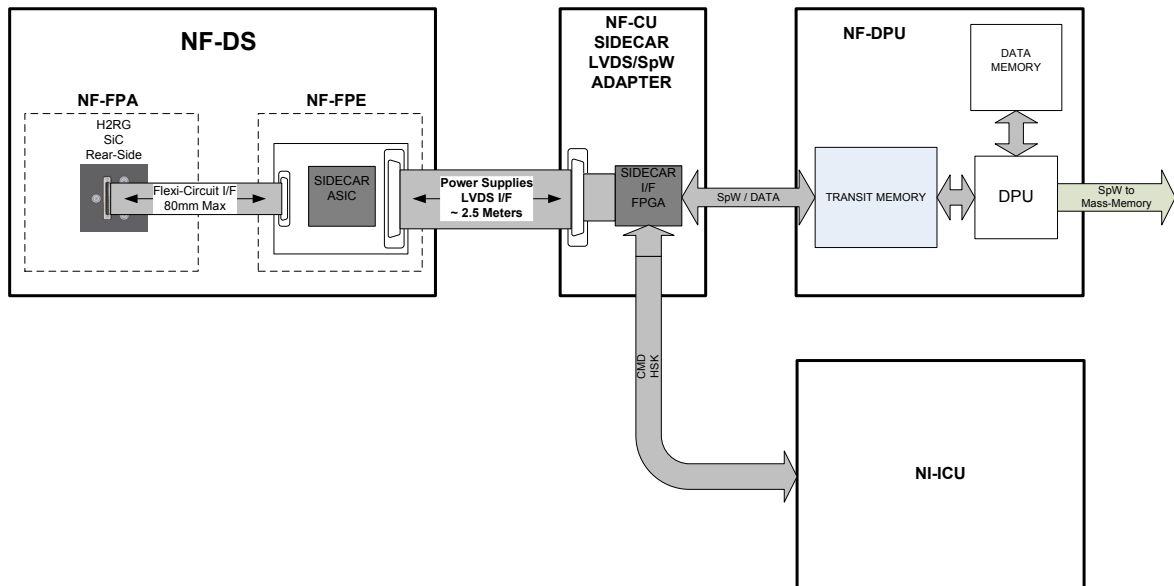 NF-DS
NF-FPA
H2RG
SiC
Rear-Side
Flexi-Circuit I/F
80mm Max
NF-FPE
SIDECAR
ASIC
Power Supplies
LVDS I/F
~ 2.5 Meters
NF-CU
SIDECAR
LVDS/SpW
ADAPTER
SIDECAR
I/F
FPGA
SpW / DATA
CMD
HSK
NF-DPU
DATA
MEMORY
TRANSIT MEMORY
DPU
SpW to
Mass-Memory
NI-ICU